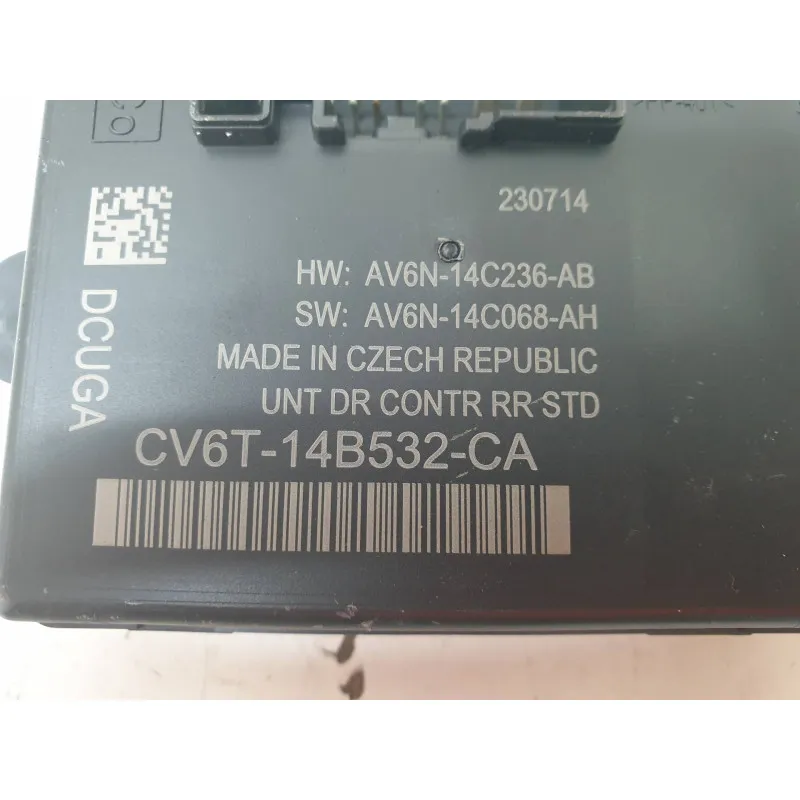 230714
HW: AV6N-14C236-AB
SW: AV6N-14C068-AH
MADE IN CZECH REPUBLIC
UNT DR CONTR RR STD
DCUGA
CV6T-14B532-CA